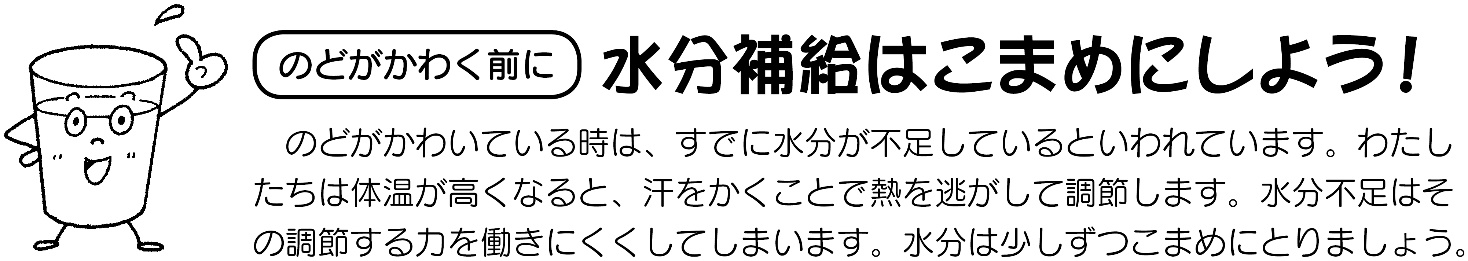 のどがかわく前に
水分補給はこまめにしよう！
のどがかわいている時は、すでに水分が不足しているといわれています。わたし
たちは体温が高くなると、汗をかくことで熱を逃がして調節します。水分不足はそ
の調節する力を働きにくくしてしまいます。水分は少しずつこまめにとりましょう。